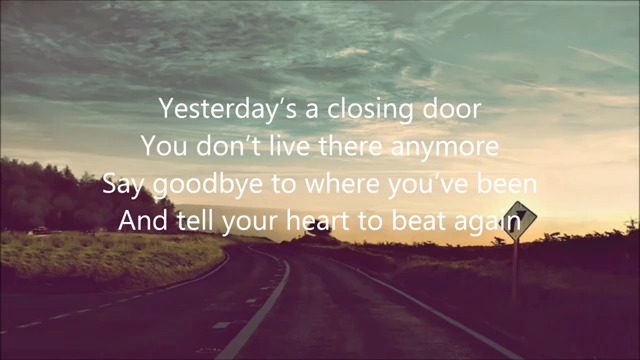 Yesterday’s a closing door
You don’t live there anymore
Say goodbye to where you’ve been
And tell your heart to beat again